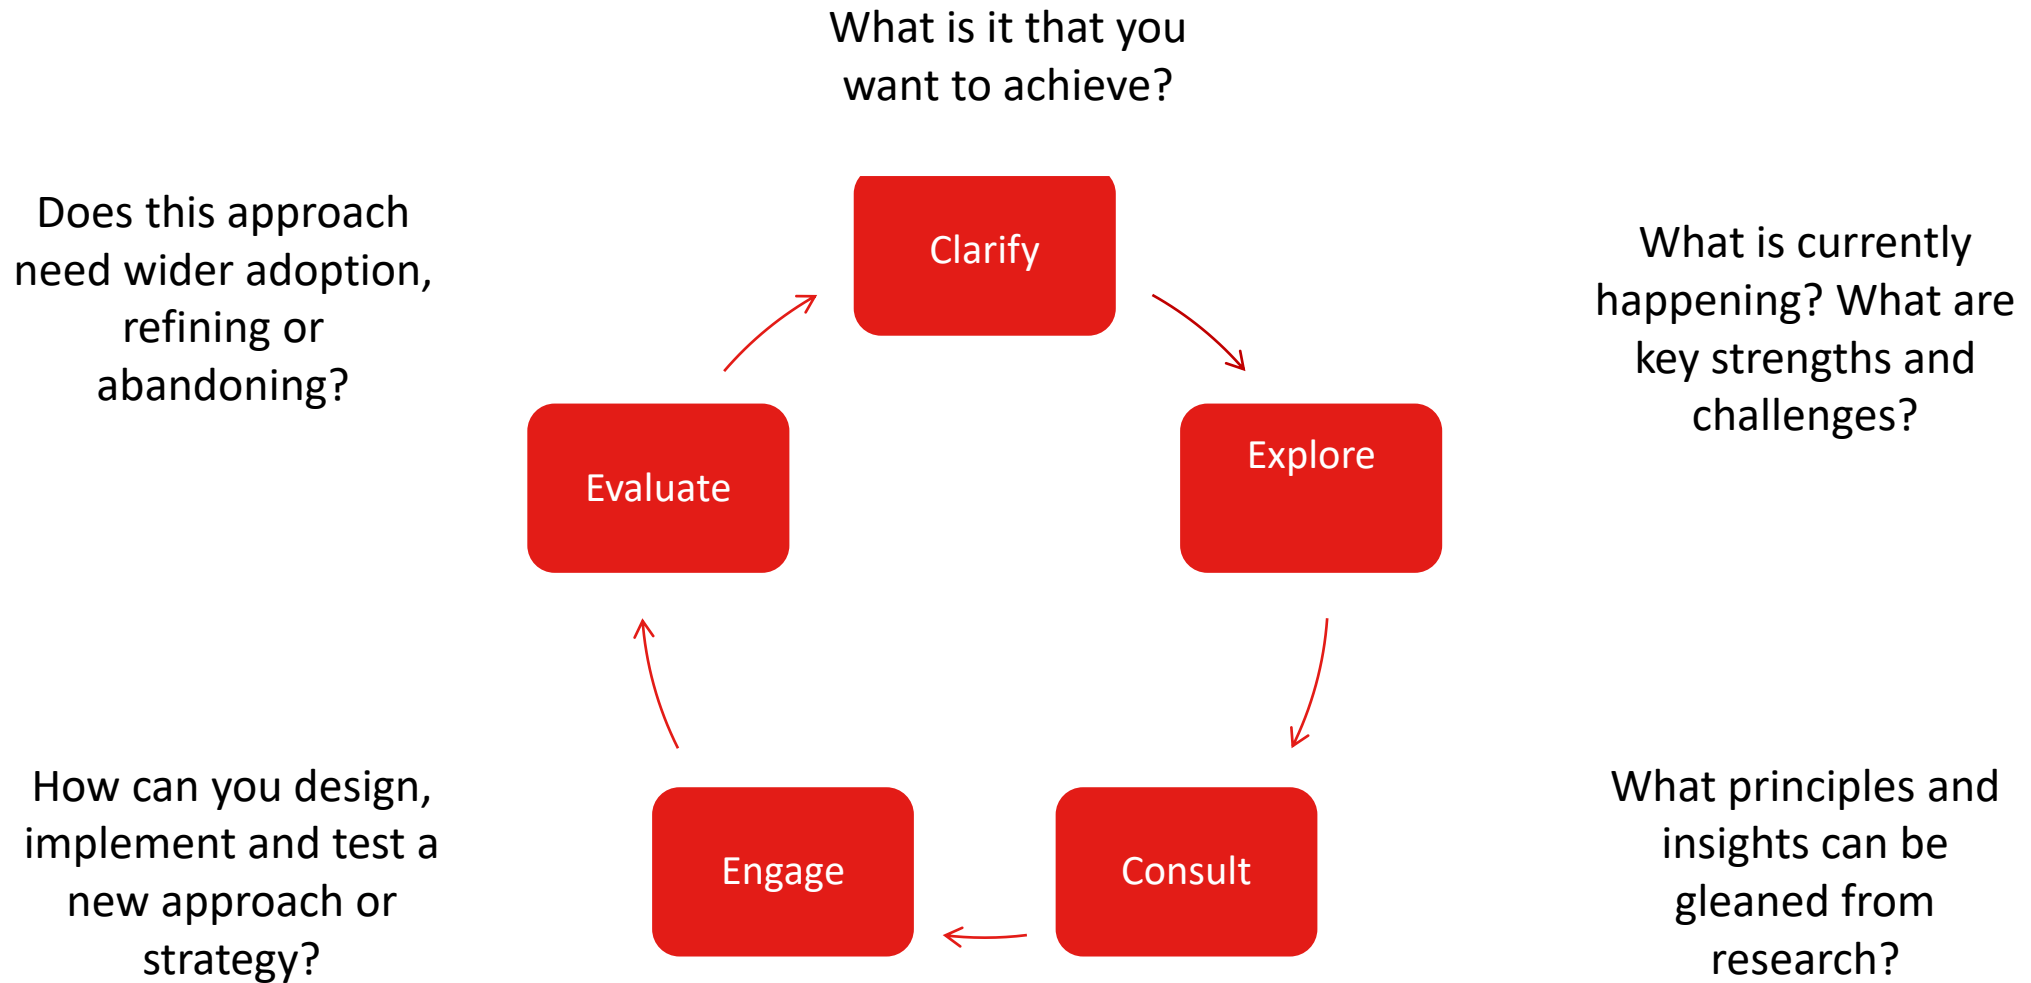 What is it that you
want to achieve?
Clarify
What is currently
happening? What are
key strengths and
challenges?
Explore
What principles and
insights can be
gleaned from
research?
Consult
How can you design,
implement and test a
new approach or
strategy?
Engage
Does this approach
need wider adoption,
refining or
abandoning?
Evaluate